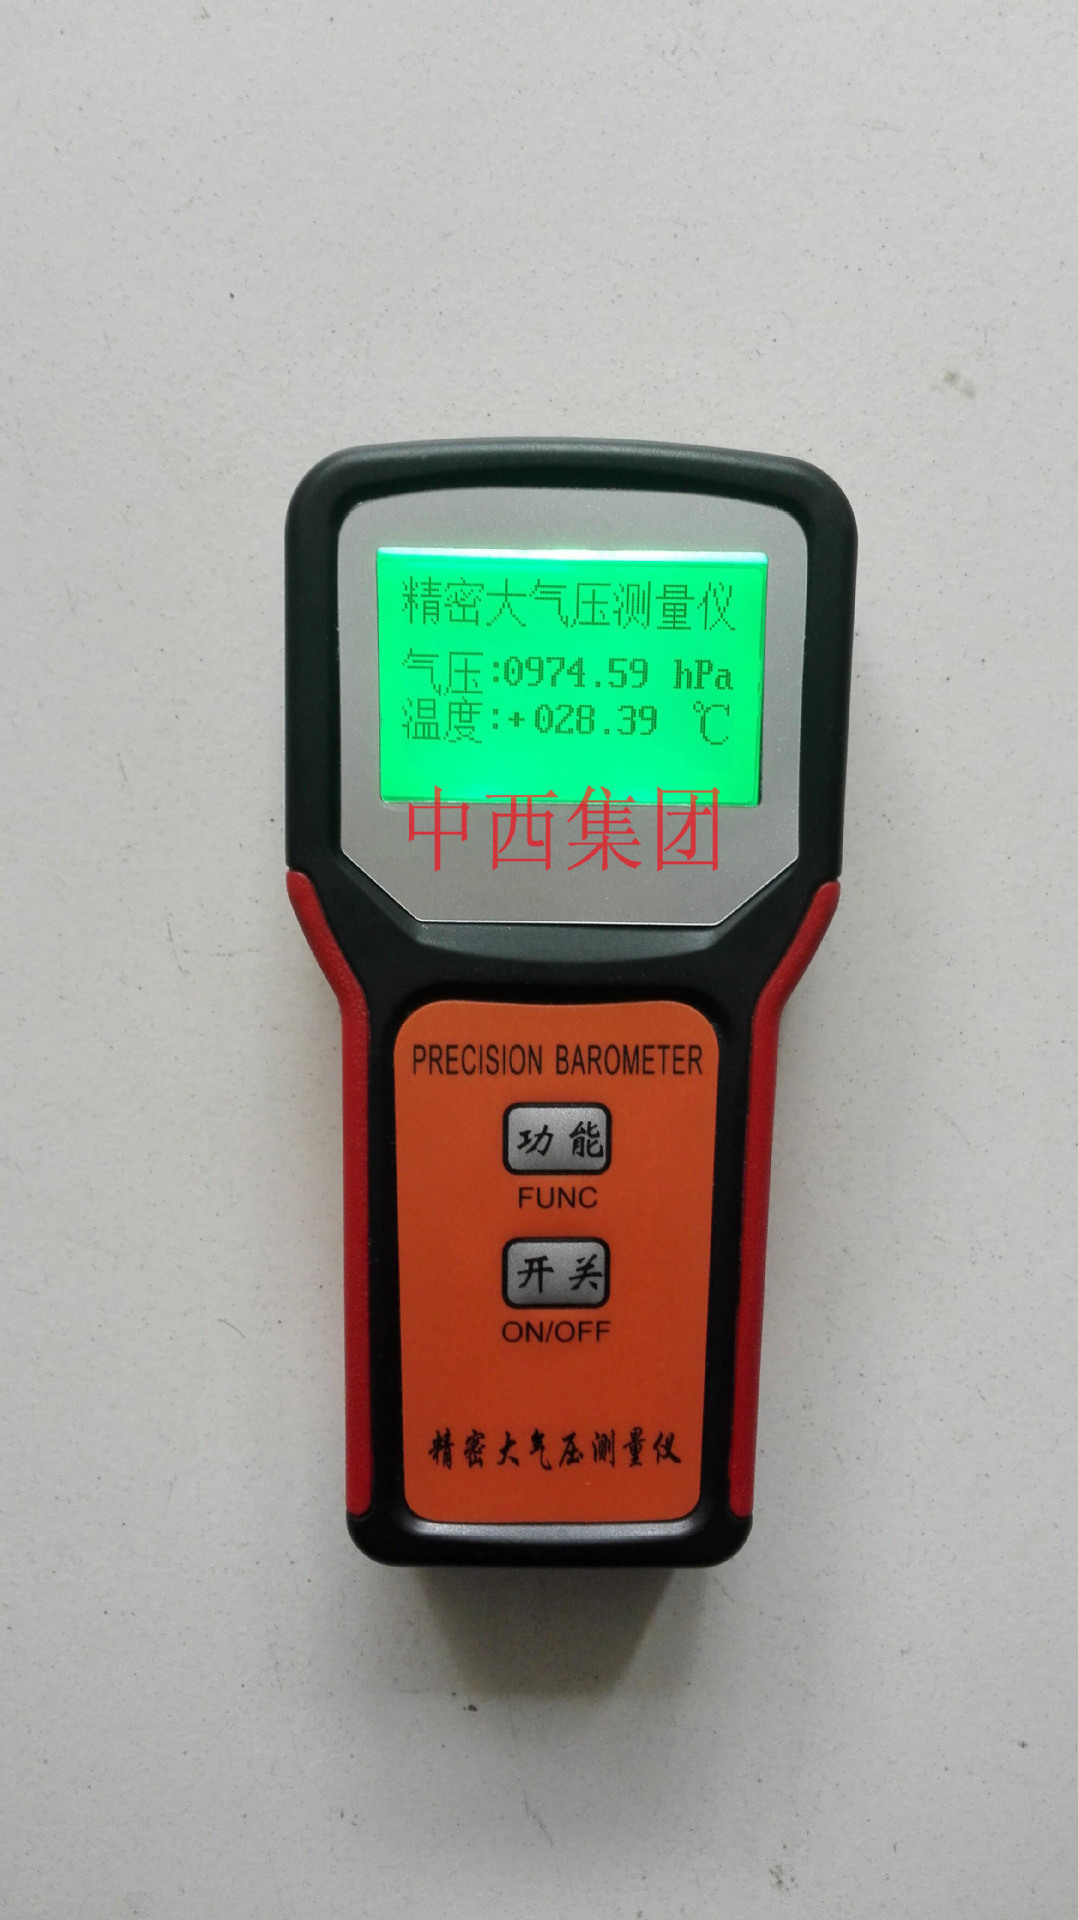 精密大气压测量仪
气压:0974.59 hPa
温度:+028.39 ℃
中西集团
PRECISION BAROMETER
功能
FUNC
开关
ON/OFF
精密大气压测量仪